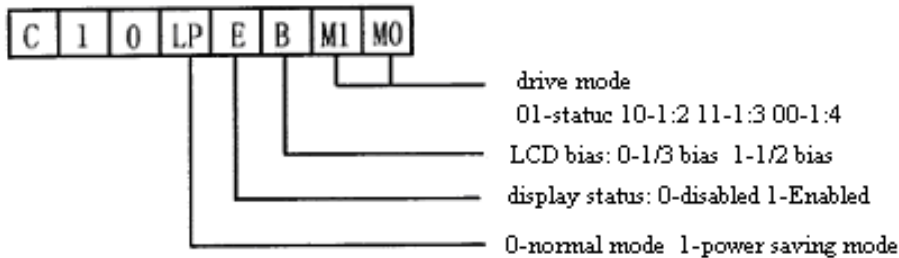 C 1 0 LP E B M1 M0
drive mode
01-statuc 10-1:2 11-1:3 00-1:4
LCD bias: 0-1/3 bias 1-1/2 bias
display status: 0-disabled 1-Enabled
0-normal mode 1-power saving mode